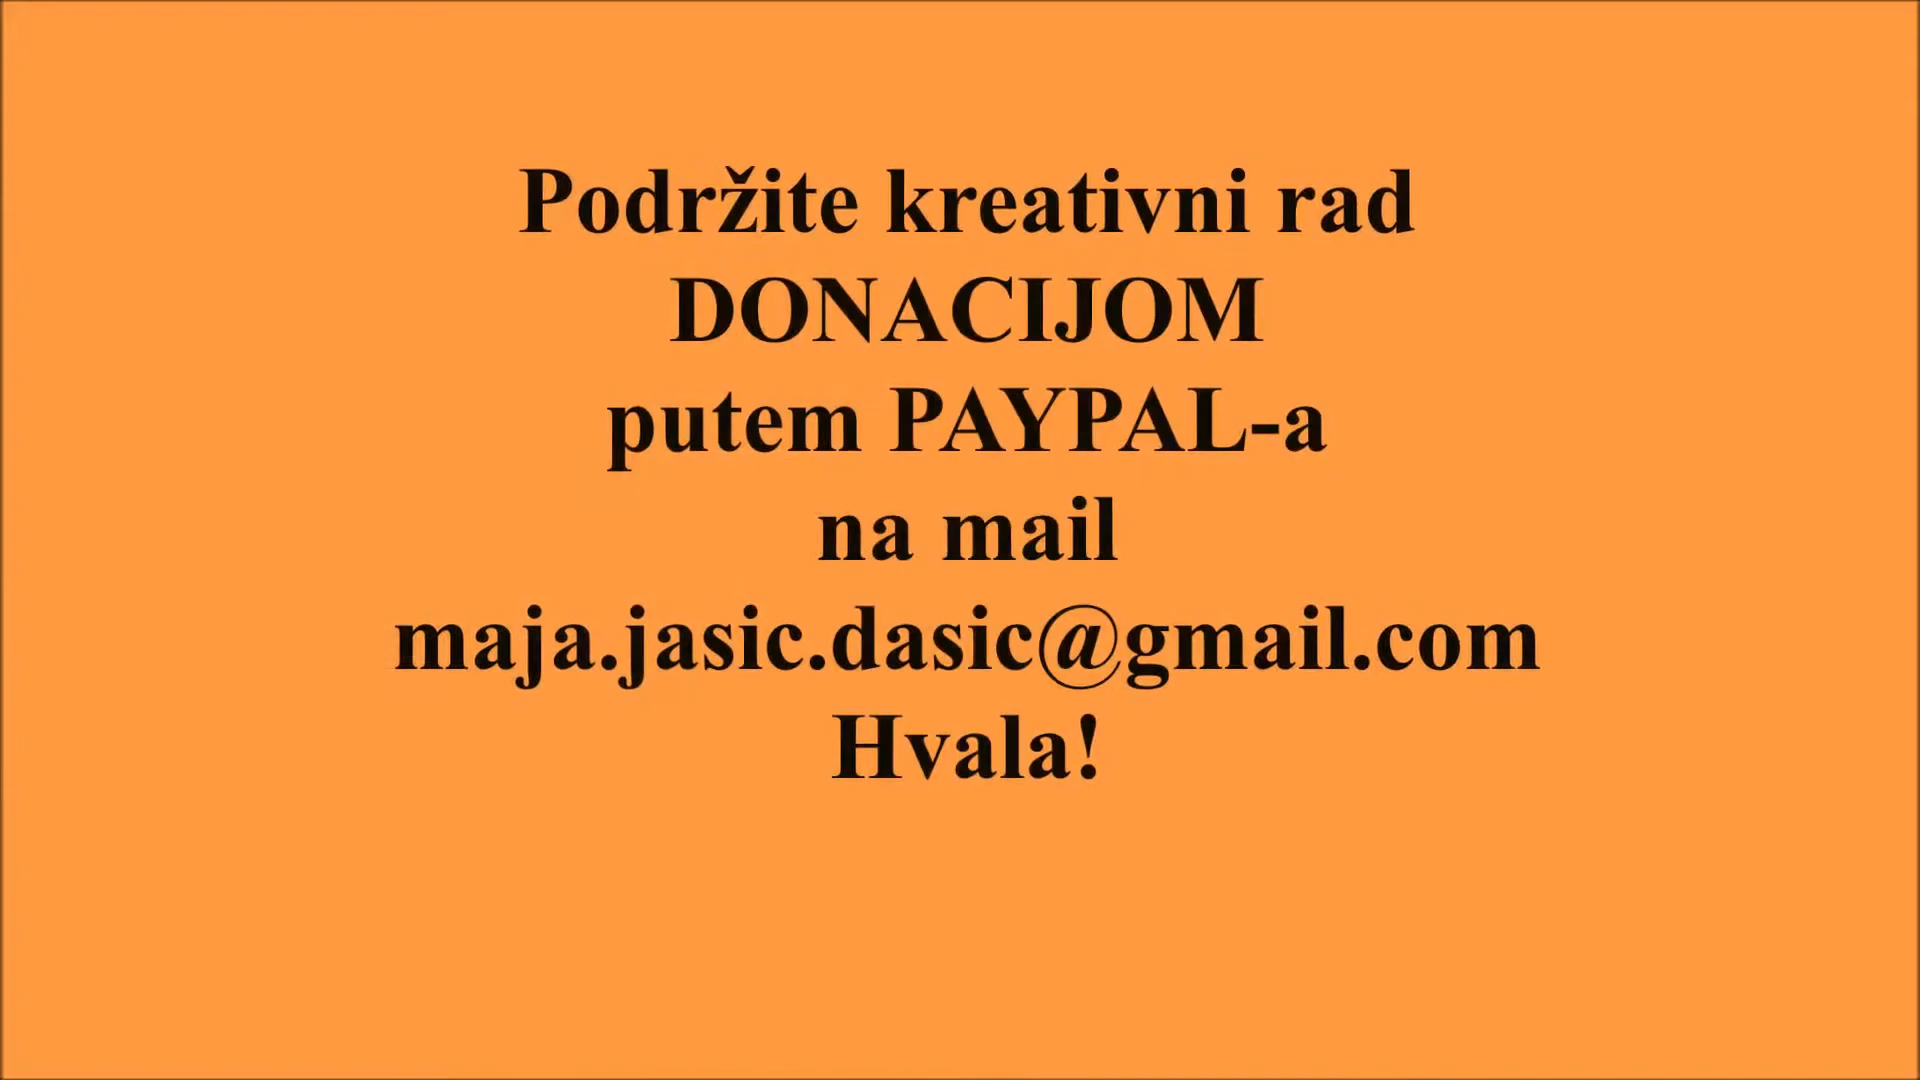 Podržite kreativni rad
DONACIJOM
putem PAYPAL-a
na mail
maja.jasic.dasic@gmail.com
Hvala!